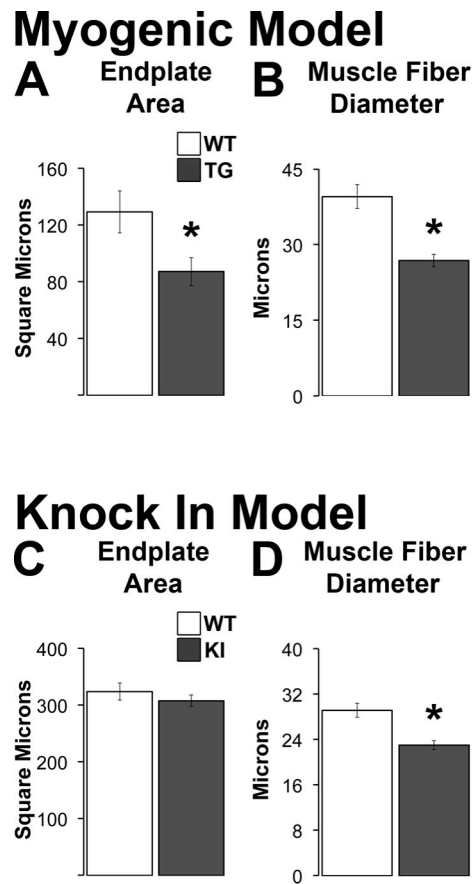 Myogenic Model
A Endplate Area
B Muscle Fiber Diameter
WT
TG
Square Microns
160
120
80
40
*
Microns
45
30
15
0
*
Knock In Model
C Endplate Area
D Muscle Fiber Diameter
WT
KI
Square Microns
400
300
200
100
Microns
40
32
24
16
8
0
*